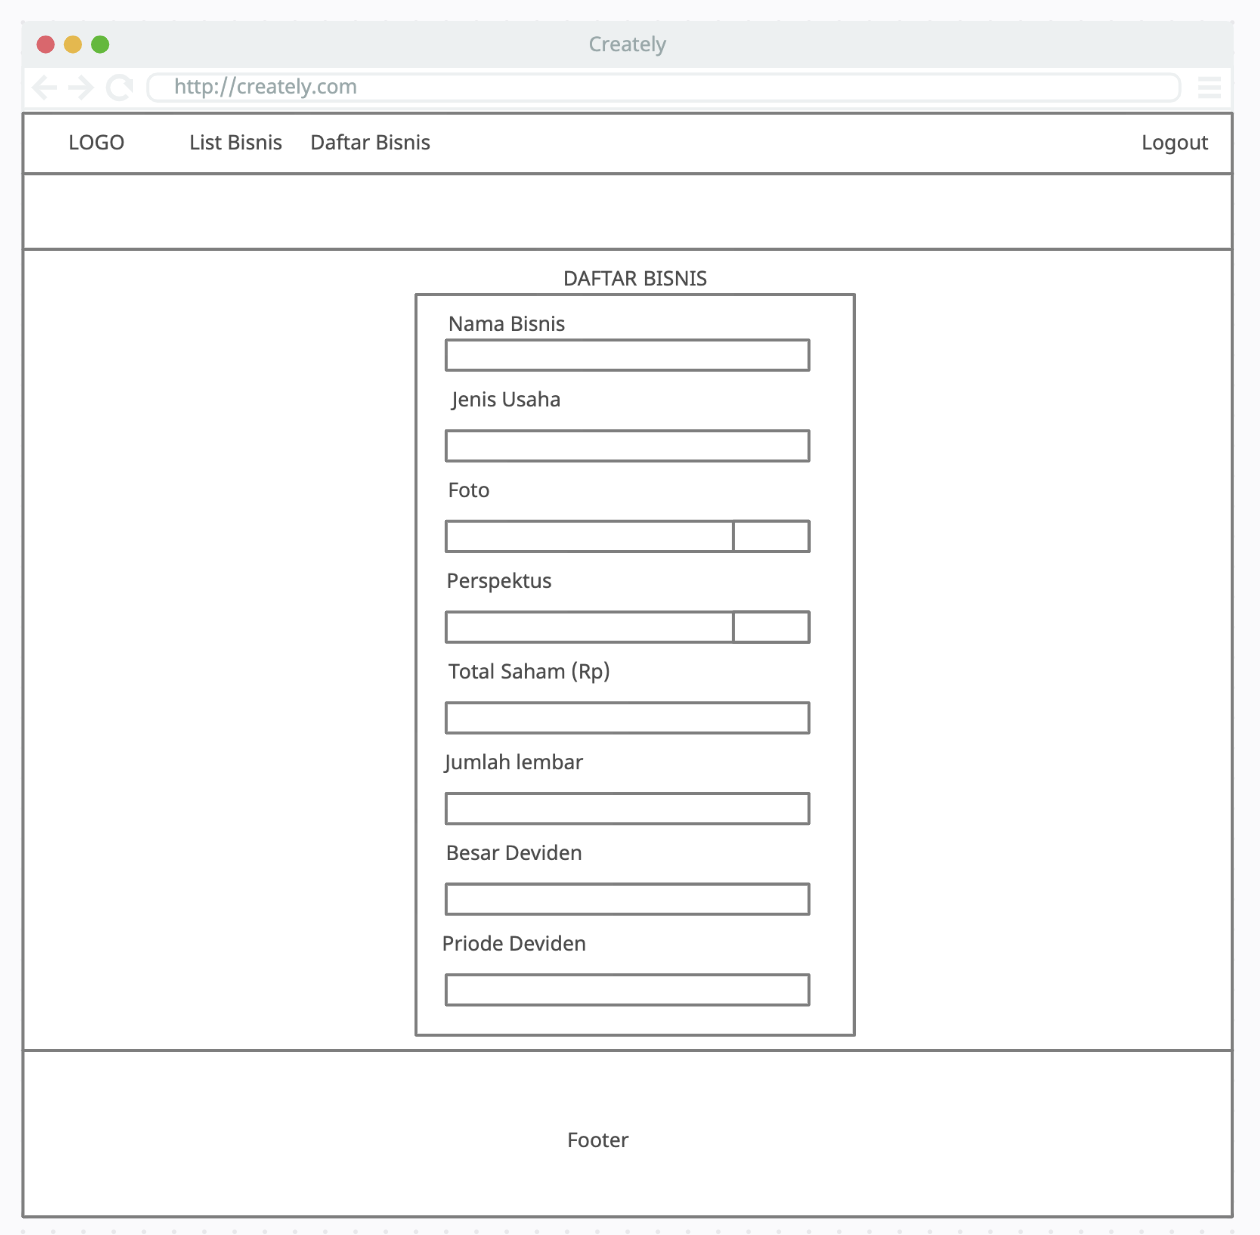 Creately
http://creately.com
LOGO List Bisnis Daftar Bisnis Logout
DAFTAR BISNIS
Nama Bisnis
Jenis Usaha
Foto
Perspektus
Total Saham (Rp)
Jumlah lembar
Besar Deviden
Priode Deviden
Footer